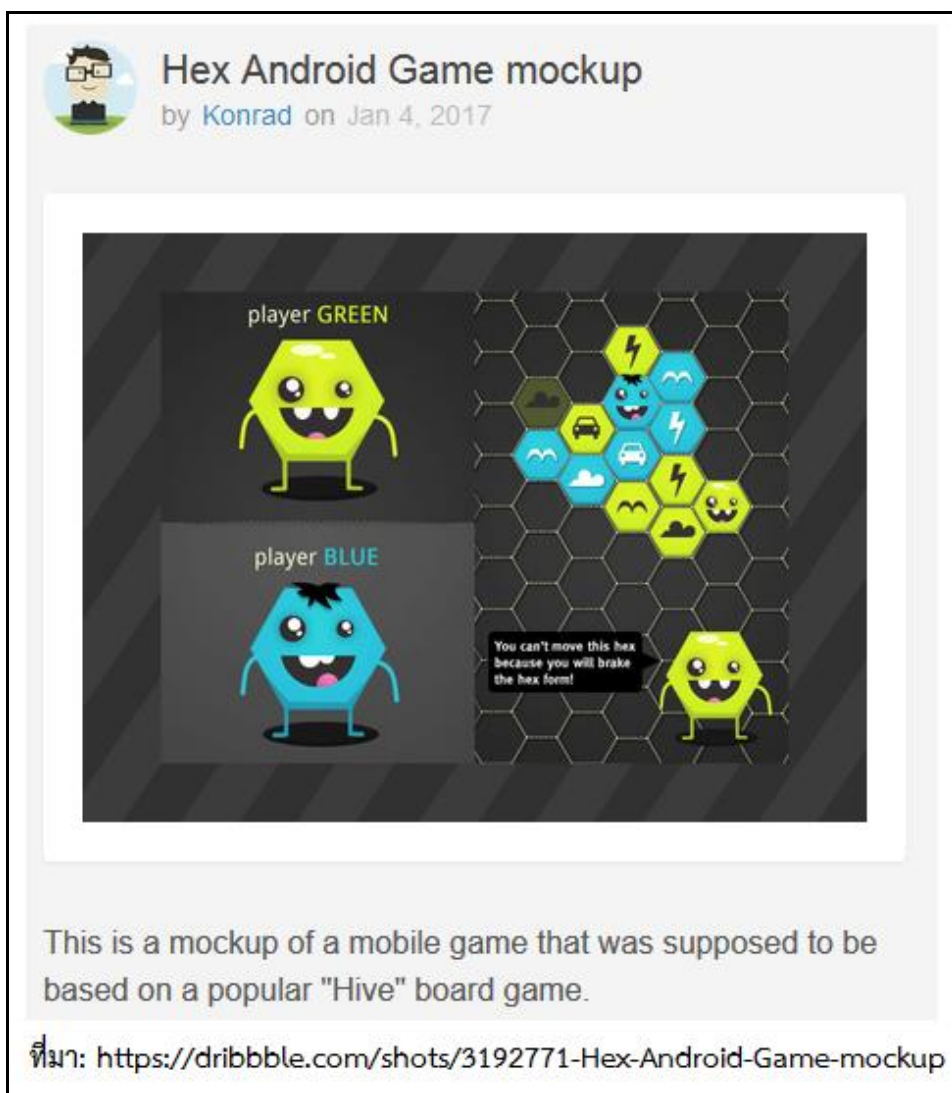 Hex Android Game mockup
by Konrad on Jan 4, 2017
player GREEN
player BLUE
You can't move this hex
because you will brake
the hex form!
This is a mockup of a mobile game that was supposed to be
based on a popular "Hive" board game.
ที่มา: https://dribbble.com/shots/3192771-Hex-Android-Game-mockup